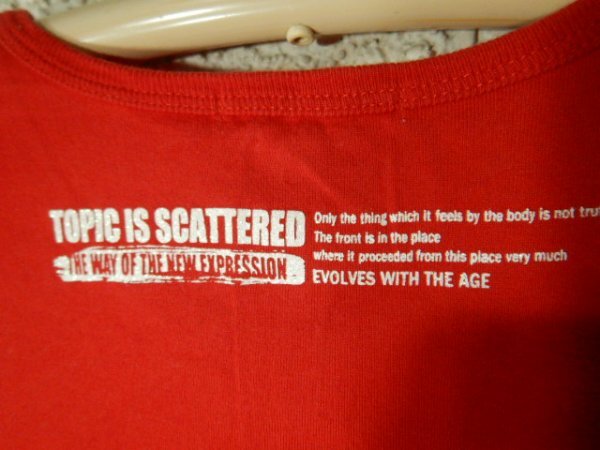 TOPIC IS SCATTERED
THE WAY OF THE NEW EXPRESSION
Only the thing which it feels by the body is not tru
The front is in the place
where it proceeded from this place very much
EVOLVES WITH THE AGE